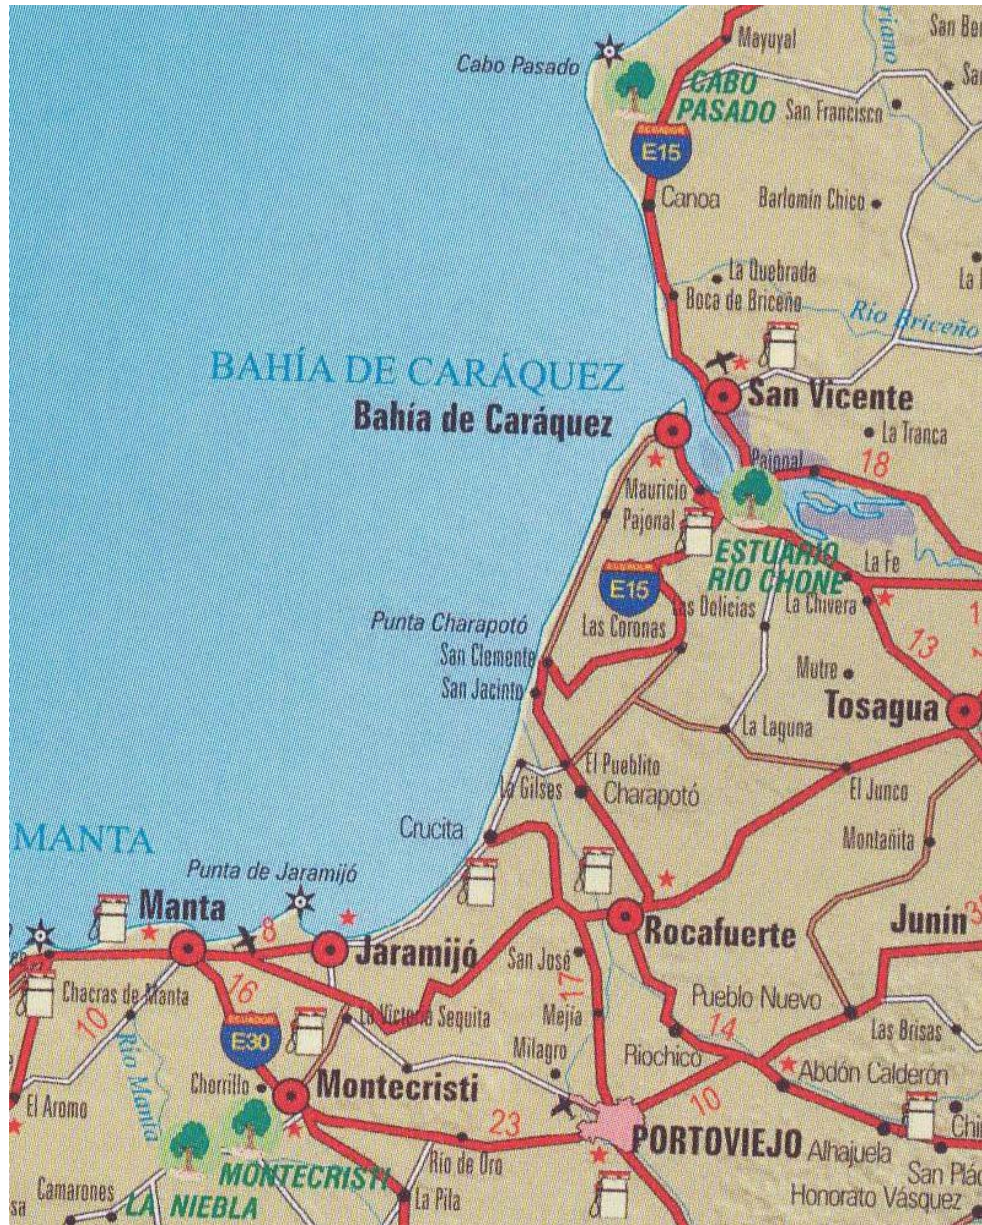 San Ber
Mayuyal
Cabo Pasado
CABO
PASADO
San Francisco
ECUADOR
E15
Canoa
Barlomín Chico
La Quebrada
Boca de Briceño
Río Briceño
BAHÍA DE CARÁQUEZ
Bahía de Caráquez
San Vicente
La Tranca
Pajonal
18
Mauricio
Pajonal
ESTUARIO
RIO CHONE
La Fe
ECUADOR
E15
Las Delicias
La Chivera
Punta Charapotó
Las Coronas
13
San Clemente
Mutre
San Jacinto
Tosagua
La Laguna
El Pueblito
La Gilses
Charapotó
El Junco
Crucita
Montañita
MANTA
Punta de Jaramijó
Manta
8
Jaramijó
Rocafuerte
Junín
San José
Chacras de Manta
16
17
Pueblo Nuevo
10
La Victoria Sequita
Mejía
14
Las Brisas
ECUADOR
E30
Milagro
Riochico
Río Manta
Chorrillo
Montecristi
Abdón Calderón
El Aromo
10
23
PORTOVIEJO
Alhajuela
Río de Oro
MONTECRISTI
San Plác
Camarones
LA NIEBLA
La Pila
Honorato Vásquez